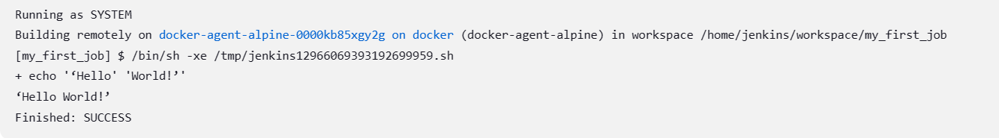 Running as SYSTEM
Building remotely on docker-agent-alpine-0000kb85xgy2g on docker (docker-agent-alpine) in workspace /home/jenkins/workspace/my_first_job
[my_first_job] $ /bin/sh -xe /tmp/jenkins12966069393192699959.sh
+ echo '‘Hello' 'World!’'
‘Hello World!’
Finished: SUCCESS